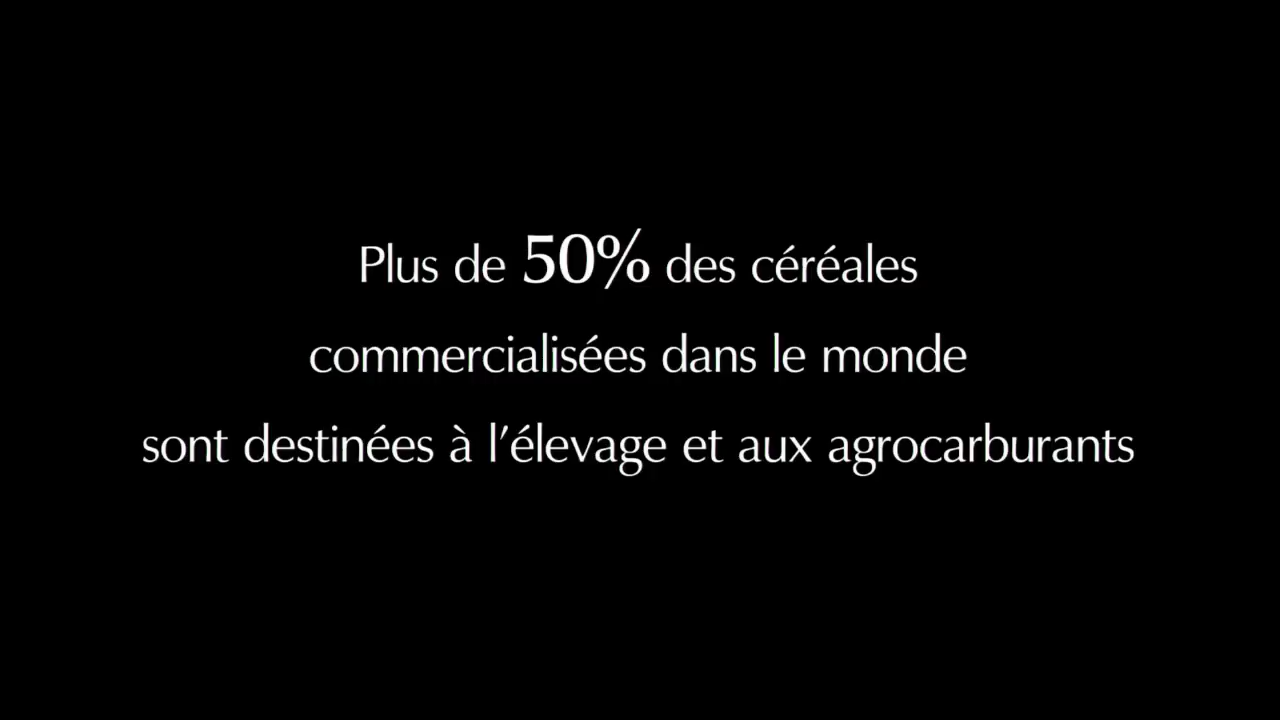 Plus de 50% des céréales
commercialisées dans le monde
sont destinées à l’élevage et aux agrocarburants